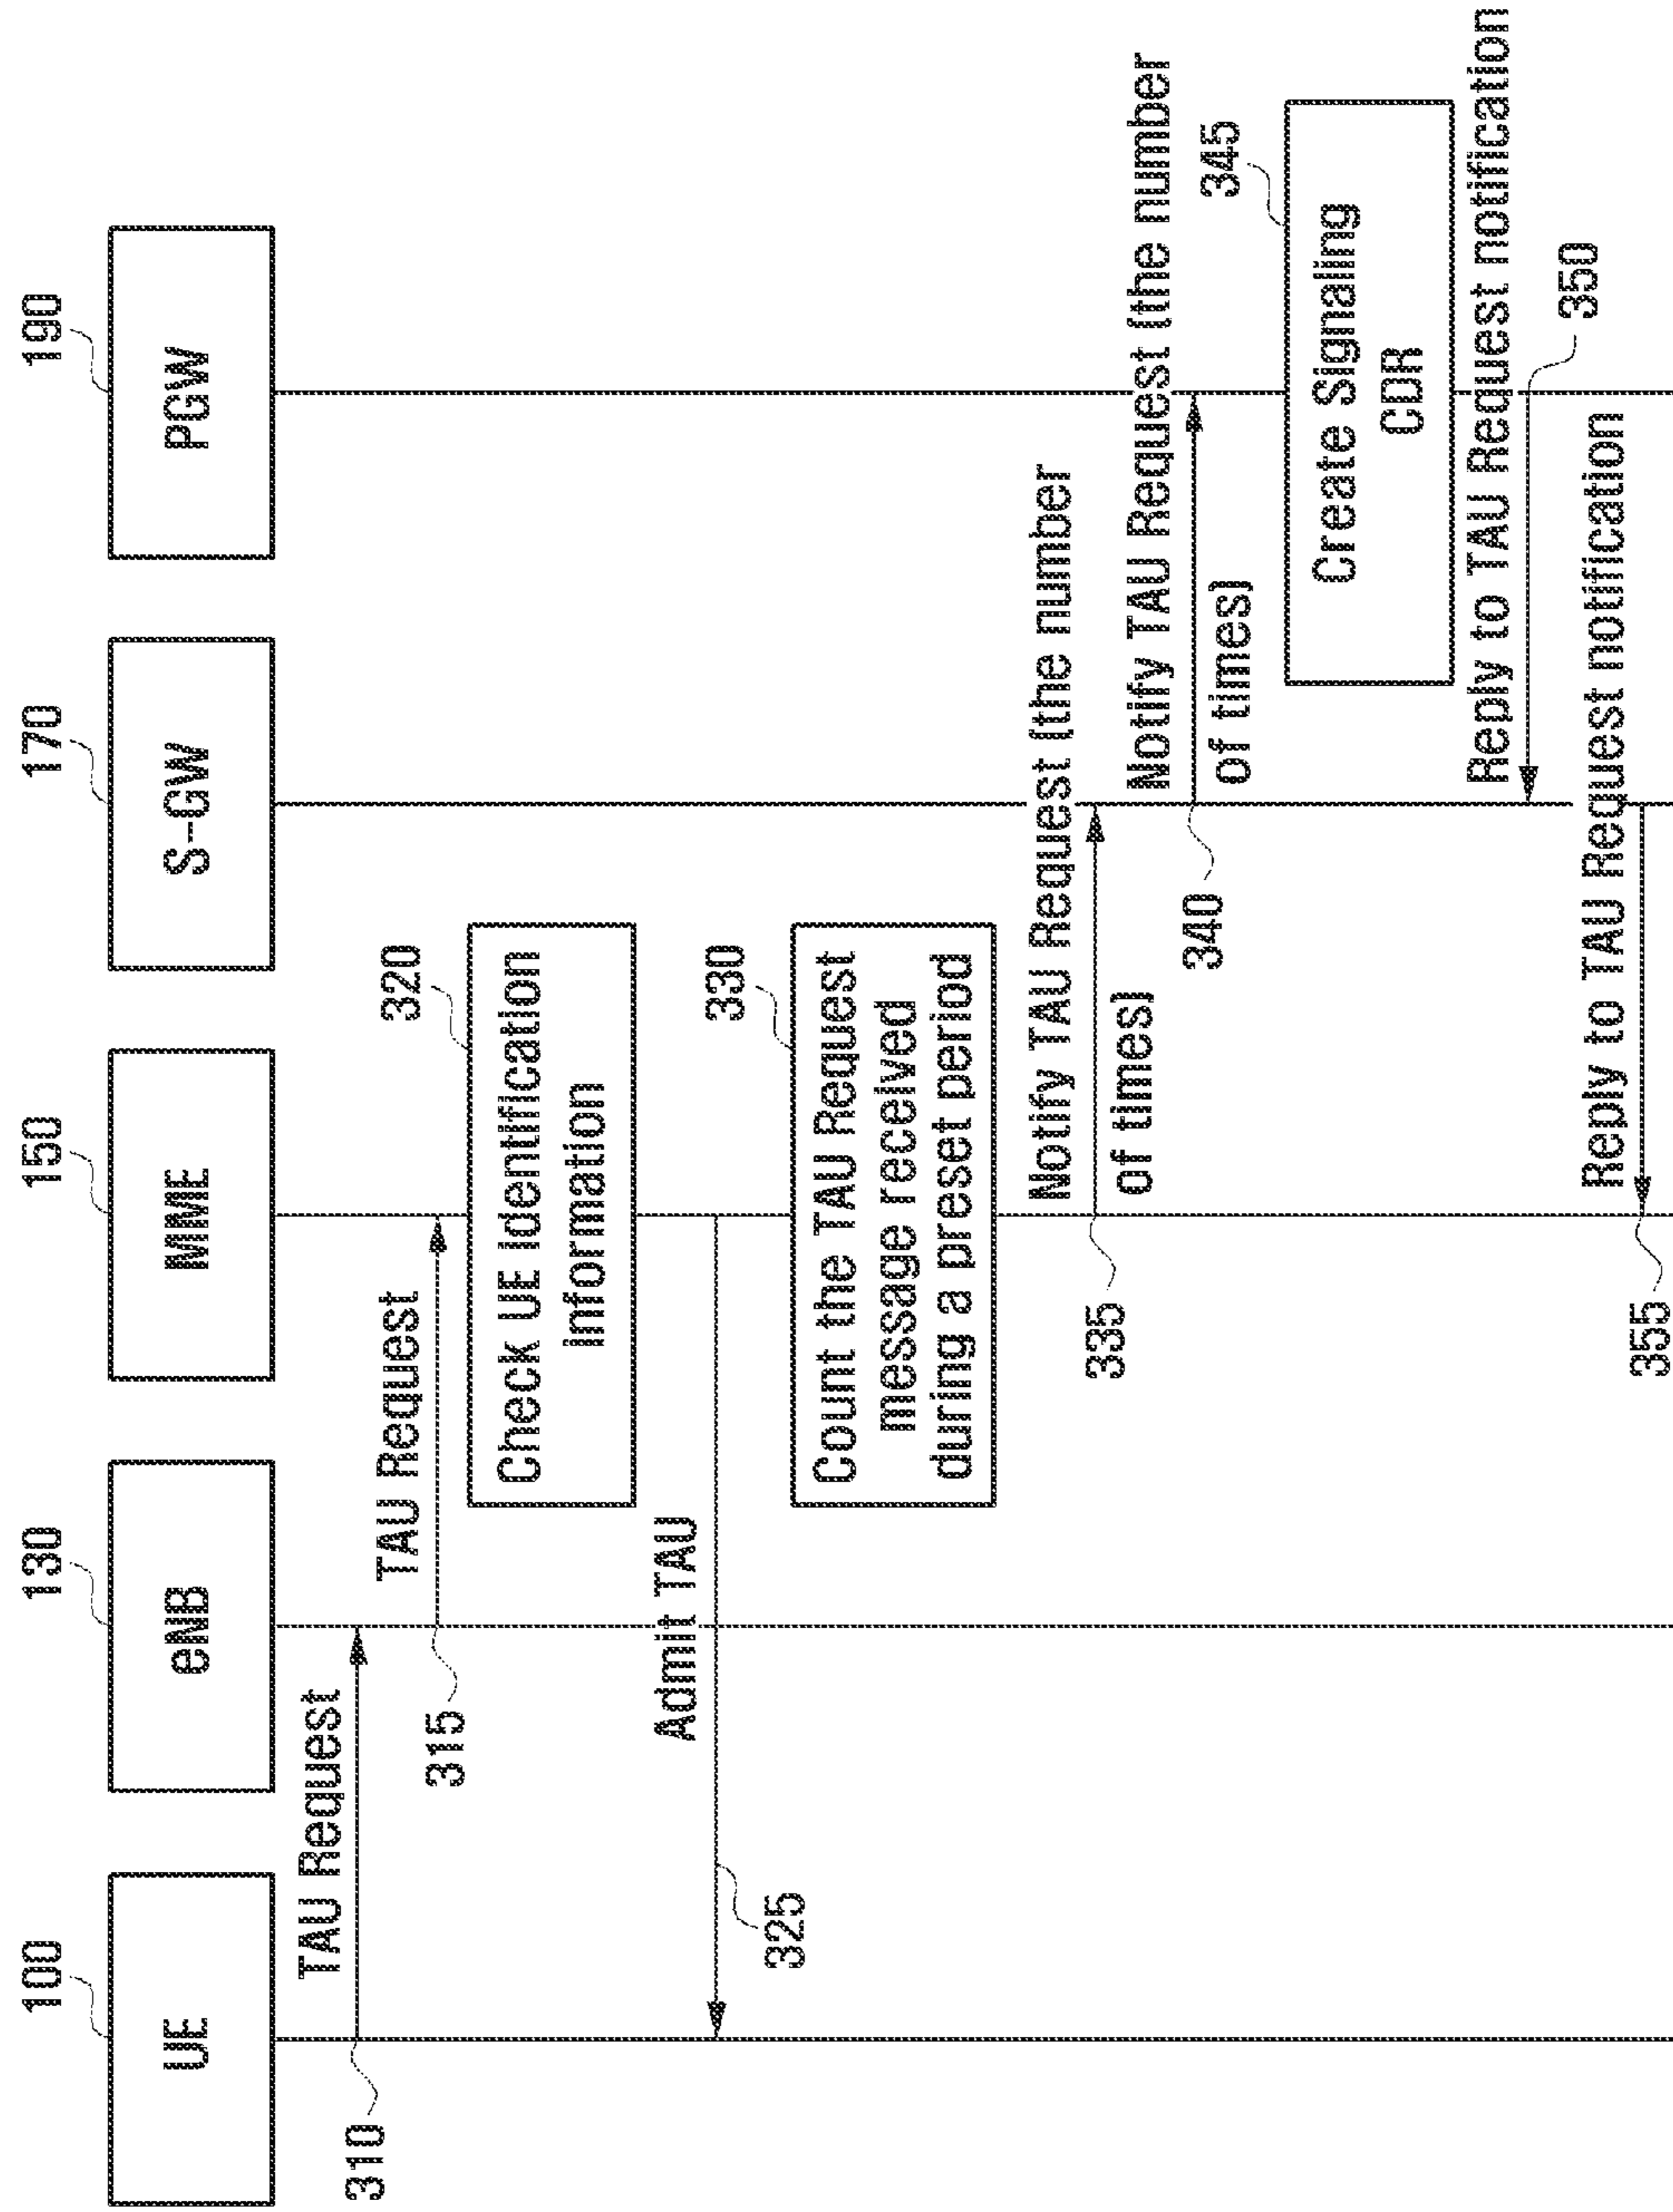 100
130
150
170
190
UE
eNB
MME
S-GW
PGW
TAU Request
310
TAU Request
315
320
Check UE identification
information
Admit TAU
325
330
Count the TAU Request
message received
during a preset period
Notify TAU Request (the number
of times)
335
Notify TAU Request (the number
of times)
340
345
Create Signaling
CDR
Reply to TAU Request notification
350
Reply to TAU Request notification
355